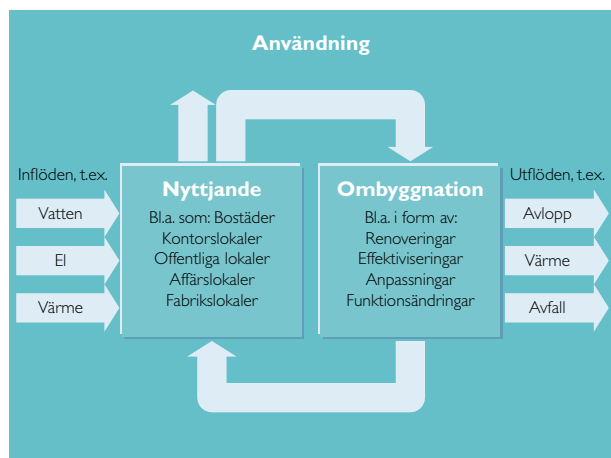 Användning
Inflöden, t.ex.
Vatten
El
Värme
Nyttjande
Bl.a. som: Bostäder
Kontorslokaler
Offentliga lokaler
Affärslokaler
Fabrikslokaler
Ombyggnation
Bl.a. i form av:
Renoveringar
Effektiviseringar
Anpassningar
Funktionsändringar
Utflöden, t.ex.
Avlopp
Värme
Avfall